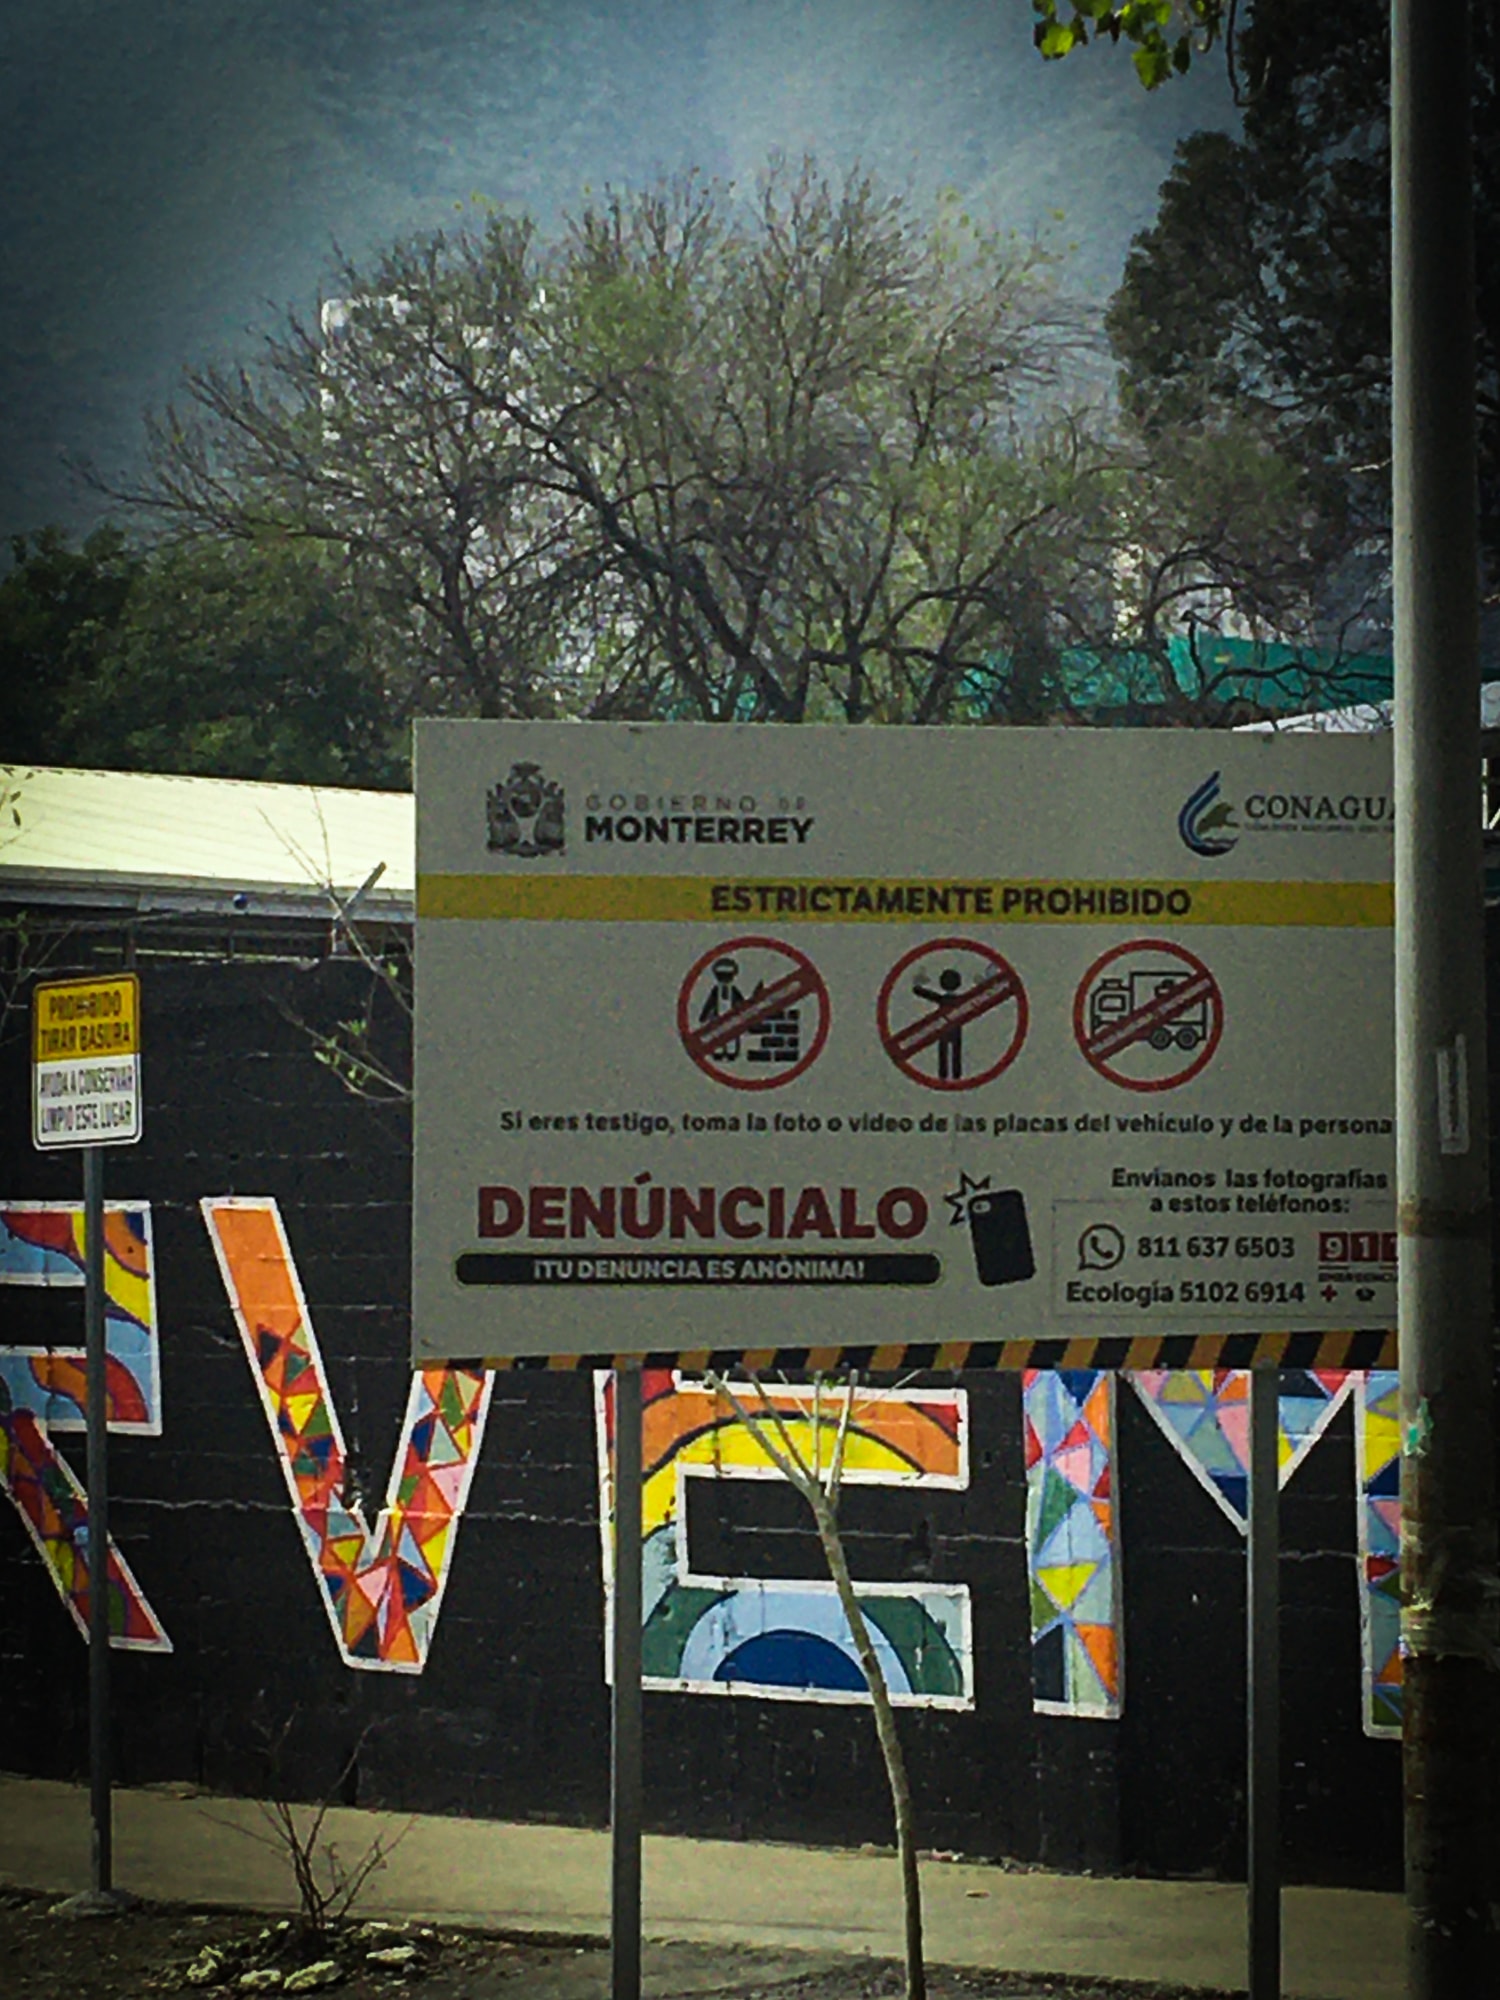 GOBIERNO DE
MONTERREY
CONAGUA
ESTRICTAMENTE PROHIBIDO
Si eres testigo, toma la foto o video de las placas del vehículo y de la persona
DENÚNCIALO
¡TU DENUNCIA ES ANÓNIMA!
Envíanos las fotografías
a estos teléfonos:
811 637 6503
911
Ecología 5102 6914
PROHIBIDO
TIRAR BASURA
AYUDA A CONSERVAR
LIMPIO ESTE LUGAR
R V E M